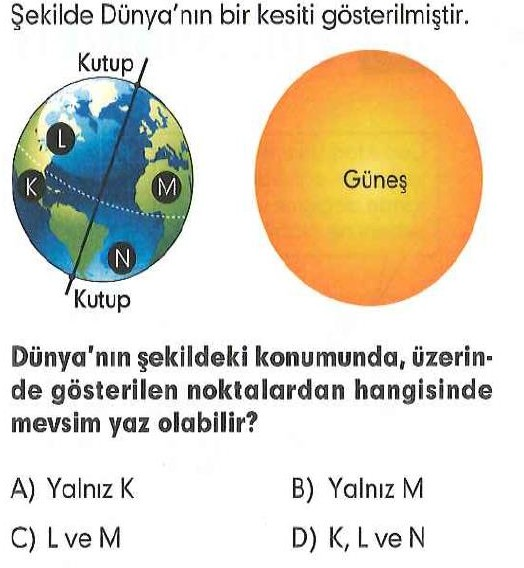 Şekilde Dünya'nın bir kesiti gösterilmiştir.
Kutup
L
K
M
N
Kutup
Güneş
Dünya'nın şekildeki konumunda, üzerin-
de gösterilen noktalardan hangisinde
mevsim yaz olabilir?
A) Yalnız K
B) Yalnız M
C) L ve M
D) K, L ve N